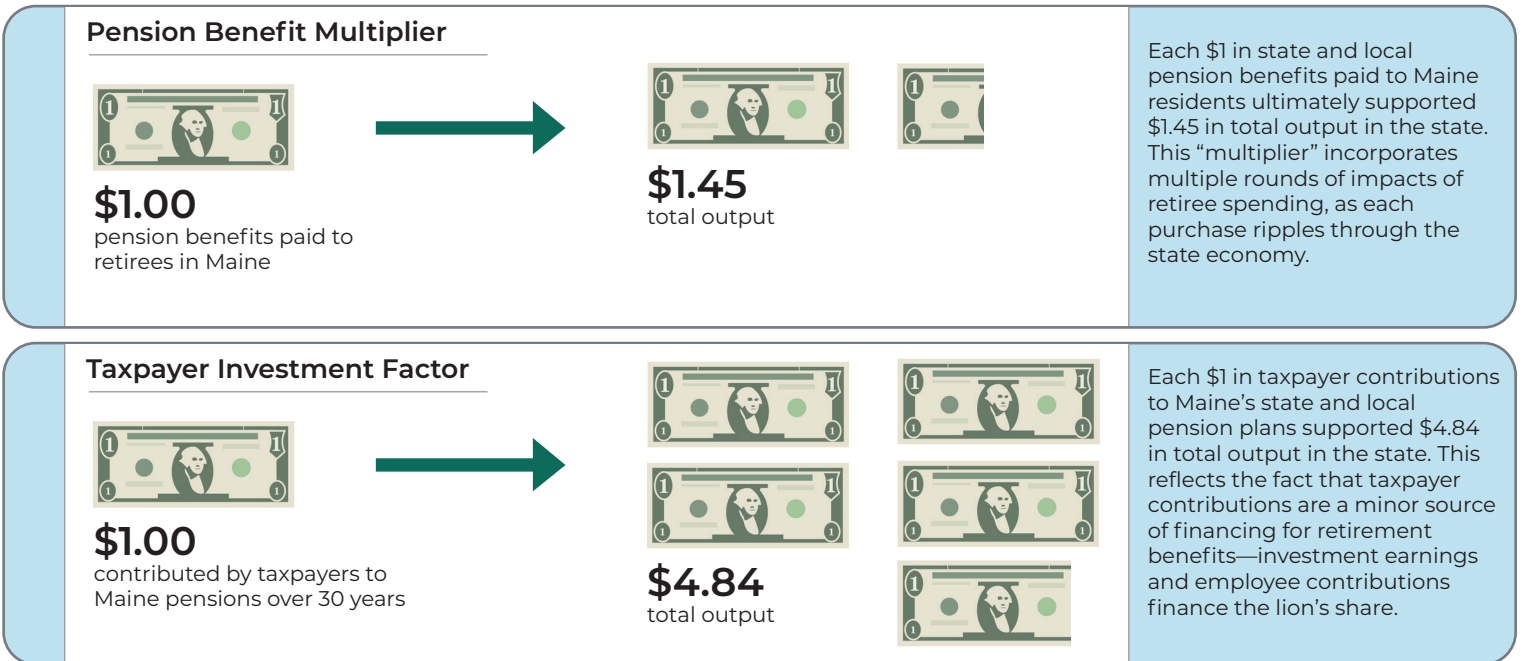 Pension Benefit Multiplier
$1.00
pension benefits paid to
retirees in Maine
$1.45
total output
Each $1 in state and local
pension benefits paid to Maine
residents ultimately supported
$1.45 in total output in the state.
This “multiplier” incorporates
multiple rounds of impacts of
retiree spending, as each
purchase ripples through the
state economy.
Taxpayer Investment Factor
$1.00
contributed by taxpayers to
Maine pensions over 30 years
$4.84
total output
Each $1 in taxpayer contributions
to Maine’s state and local
pension plans supported $4.84
in total output in the state. This
reflects the fact that taxpayer
contributions are a minor source
of financing for retirement
benefits—investment earnings
and employee contributions
finance the lion’s share.